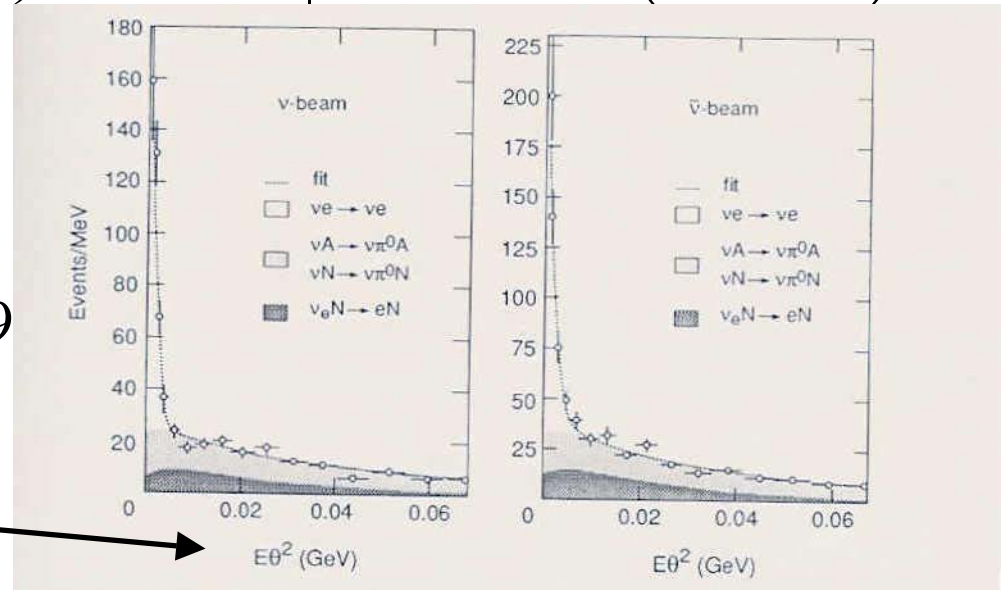 180
160
140
120
100
80
60
40
20
0
Events/MeV
ν-beam
fit
νe → νe
νA → νπ⁰A
νN → νπ⁰N
νₑN → eN
0.02
0.04
0.06
Eθ² (GeV)
225
200
175
150
125
100
75
50
25
0
ν̄-beam
fit
νe → νe
νA → νπ⁰A
νN → νπ⁰N
νₑN → eN
0.02
0.04
0.06
Eθ² (GeV)
9